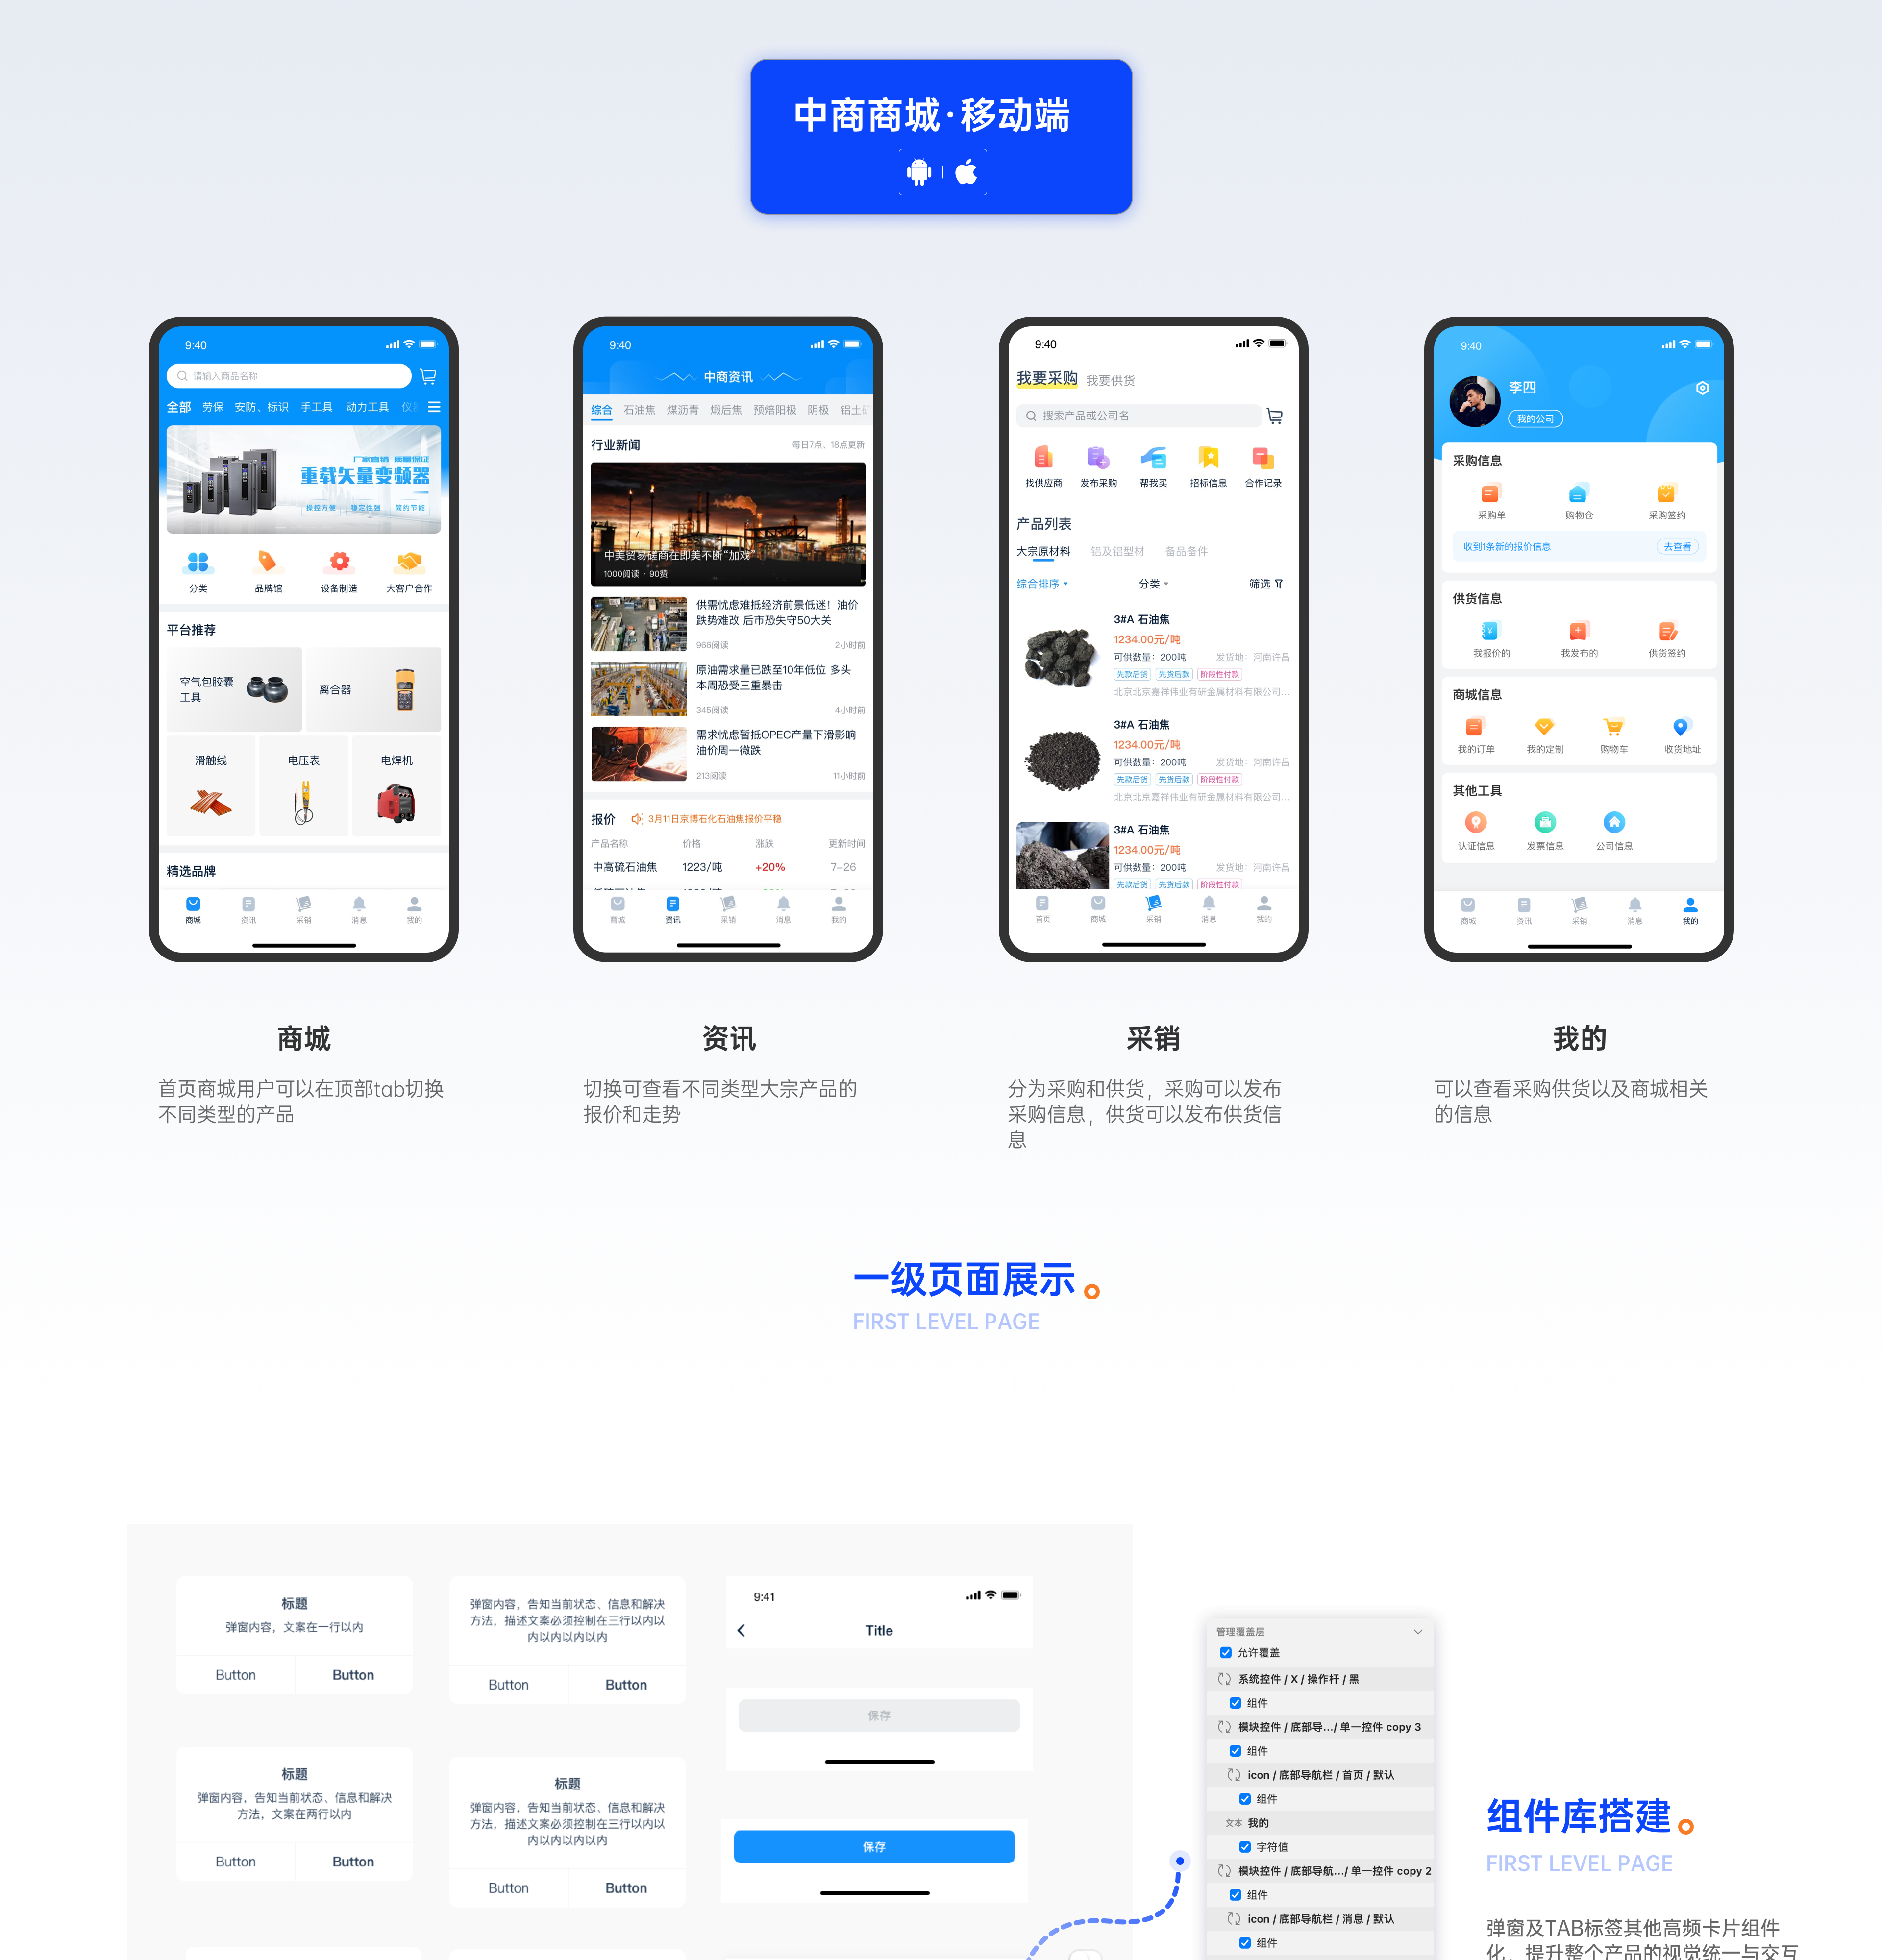 中商商城·移动端
9:40
请输入商品名称
全部 劳保 安防、标识 手工具 动力工具
厂家直销 质量保证
重载矢量变频器
操控方便 稳定性强 简约节能
分类 品牌馆 设备制造 大客户合作
平台推荐
空气包胶囊
工具
离合器
滑触线 电压表 电焊机
精选品牌
商城 资讯 采销 消息 我的
9:40
中商资讯
综合 石油焦 煤沥青 煅后焦 预焙阳极 阴极 铝土矿
行业新闻 每日7点、18点更新
中美贸易磋商在即美不断“加戏”
1000阅读 · 90赞
供需忧虑难抵经济前景低迷！油价
跌势难改 后市恐失守50大关
966阅读 2小时前
原油需求量已跌至10年低位 多头
本周恐受三重暴击
345阅读 4小时前
需求忧虑暂抵OPEC产量下滑影响
油价周一微跌
213阅读 11小时前
报价 3月11日京博石化石油焦报价平稳
产品名称 价格 涨跌 更新时间
中高硫石油焦 1223/吨 +20% 7-26
商城 资讯 采销 消息 我的
9:40
我要采购 我要供货
搜索产品或公司名
找供应商 发布采购 帮我买 招标信息 合作记录
产品列表
大宗原材料 铝及铝型材 备品备件
综合排序 分类 筛选
3#A 石油焦
1234.00元/吨
可供数量：200吨 发货地：河南许昌
先款后货 先货后款 阶段性付款
北京北京嘉祥伟业有研金属材料有限公司...
3#A 石油焦
1234.00元/吨
可供数量：200吨 发货地：河南许昌
先款后货 先货后款 阶段性付款
北京北京嘉祥伟业有研金属材料有限公司...
3#A 石油焦
1234.00元/吨
可供数量：200吨 发货地：河南许昌
先款后货 先货后款 阶段性付款
首页 商城 采销 消息 我的
9:40
李四
我的公司
采购信息
采购单 购物仓 采购签约
收到1条新的报价信息 去查看
供货信息
我报价的 我发布的 供货签约
商城信息
我的订单 我的定制 购物车 收货地址
其他工具
认证信息 发票信息 公司信息
商城 资讯 采销 消息 我的
商城
首页商城用户可以在顶部tab切换
不同类型的产品
资讯
切换可查看不同类型大宗产品的
报价和走势
采销
分为采购和供货，采购可以发布
采购信息，供货可以发布供货信
息
我的
可以查看采购供货以及商城相关
的信息
一级页面展示
FIRST LEVEL PAGE
标题
弹窗内容，文案在一行以内
Button Button
弹窗内容，告知当前状态、信息和解决
方法，描述文案必须控制在三行以内以
内以内以内以内
Button Button
标题
弹窗内容，告知当前状态、信息和解决
方法，文案在两行以内
Button Button
标题
弹窗内容，告知当前状态、信息和解决
方法，描述文案必须控制在三行以内以
内以内以内以内
Button Button
9:41
Title
保存
保存
管理覆盖层
允许覆盖
系统控件 / X / 操作杆 / 黑
组件
模块控件 / 底部导.../ 单一控件 copy 3
组件
icon / 底部导航栏 / 首页 / 默认
组件
文本 我的
字符值
模块控件 / 底部导航.../ 单一控件 copy 2
组件
icon / 底部导航栏 / 消息 / 默认
组件
组件库搭建
FIRST LEVEL PAGE
弹窗及TAB标签其他高频卡片组件
化，提升整个产品的视觉统一与交互